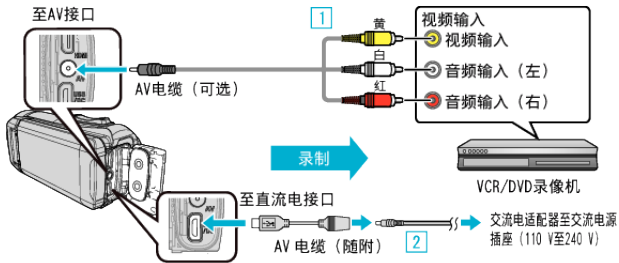 至AV接口
1
视频输入
黄
视频输入
HDMI
AV
白
音频输入（左）
AV电缆（可选）
红
音频输入（右）
录制
VCR/DVD录像机
至直流电接口
交流电适配器至交流电源
插座（110 V至240 V）
AV 电缆（随附）
2